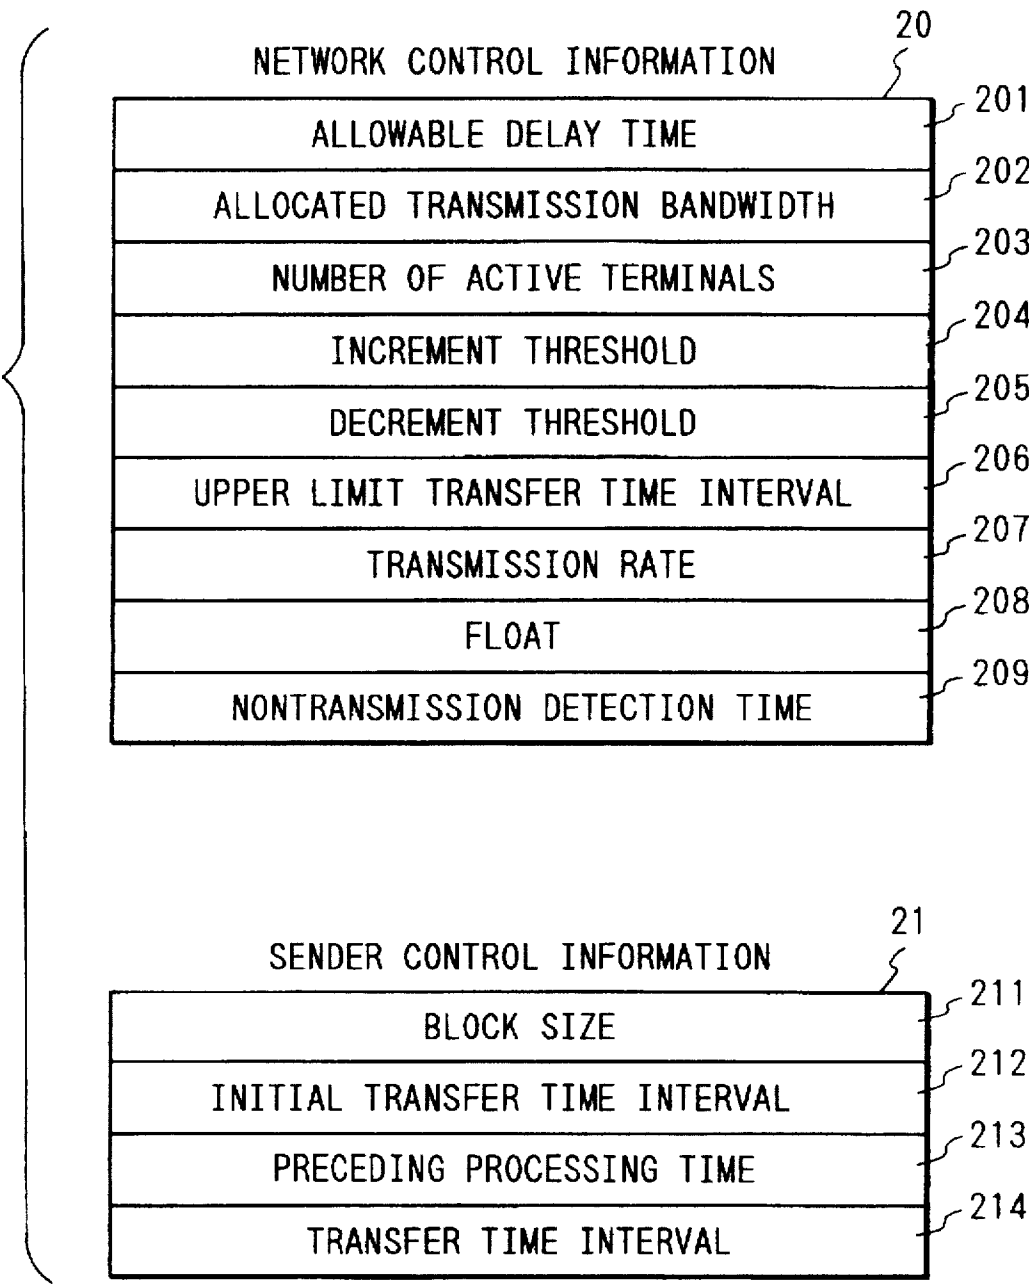 20
NETWORK CONTROL INFORMATION
ALLOWABLE DELAY TIME 201
ALLOCATED TRANSMISSION BANDWIDTH 202
NUMBER OF ACTIVE TERMINALS 203
INCREMENT THRESHOLD 204
DECREMENT THRESHOLD 205
UPPER LIMIT TRANSFER TIME INTERVAL 206
TRANSMISSION RATE 207
FLOAT 208
NONTRANSMISSION DETECTION TIME 209
21
SENDER CONTROL INFORMATION
BLOCK SIZE 211
INITIAL TRANSFER TIME INTERVAL 212
PRECEDING PROCESSING TIME 213
TRANSFER TIME INTERVAL 214